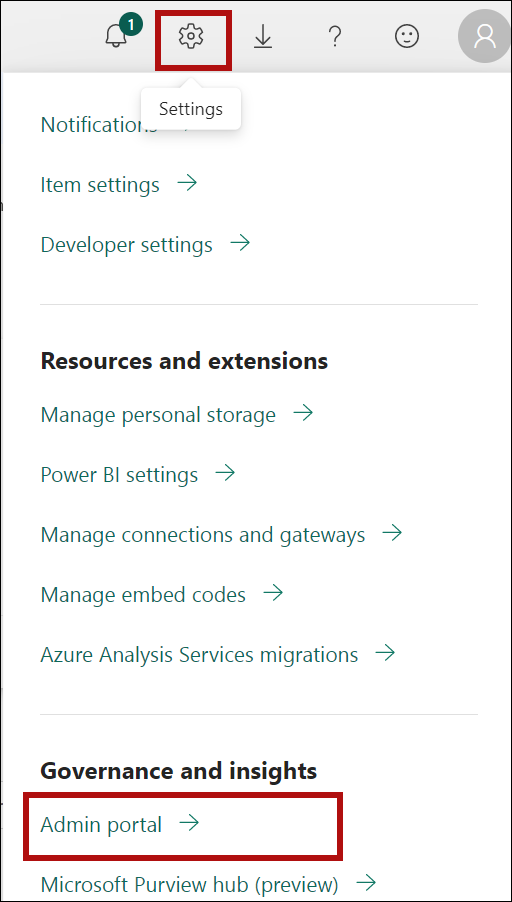 1
?
Settings
Notifications
Item settings
Developer settings
Resources and extensions
Manage personal storage
Power BI settings
Manage connections and gateways
Manage embed codes
Azure Analysis Services migrations
Governance and insights
Admin portal
Microsoft Purview hub (preview)